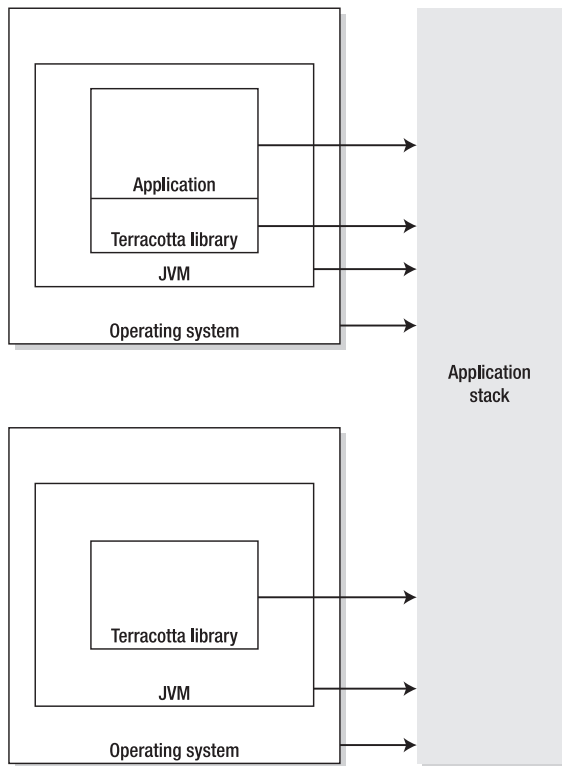 Application
Terracotta library
JVM
Operating system
Application
stack
Terracotta library
JVM
Operating system